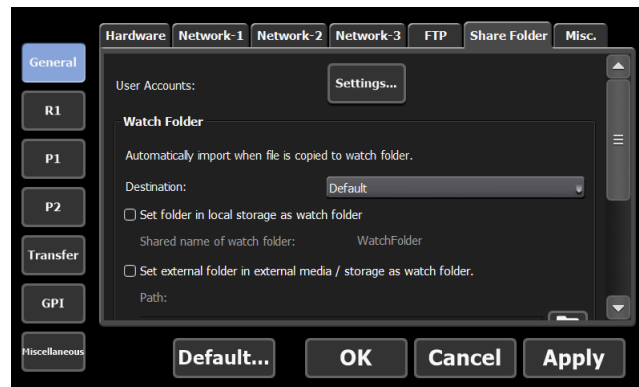 Hardware Network-1 Network-2 Network-3 FTP Share Folder Misc.
General
R1
P1
P2
Transfer
GPI
Miscellaneous
User Accounts: Settings...
Watch Folder
Automatically import when file is copied to watch folder.
Destination: Default
Set folder in local storage as watch folder
Shared name of watch folder: WatchFolder
Set external folder in external media / storage as watch folder.
Path:
Default... OK Cancel Apply